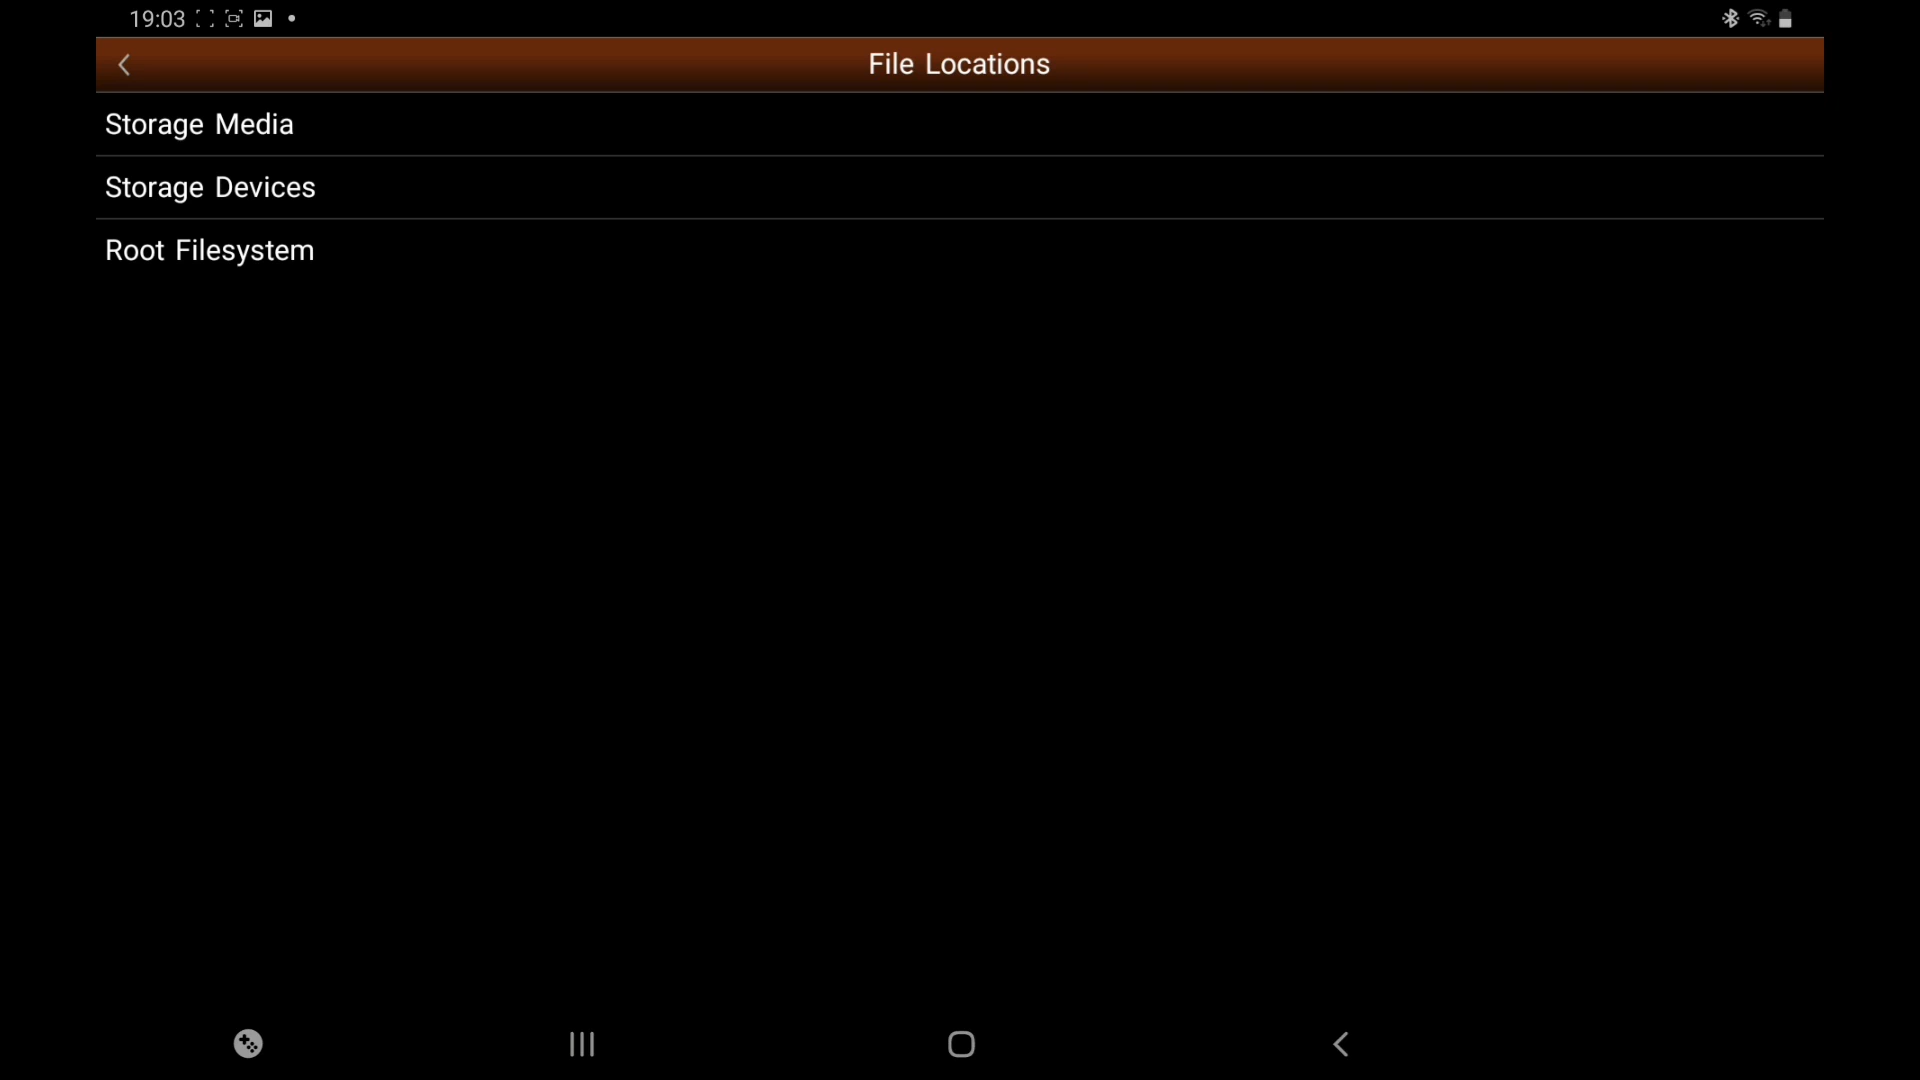 19:03
File Locations
Storage Media
Storage Devices
Root Filesystem